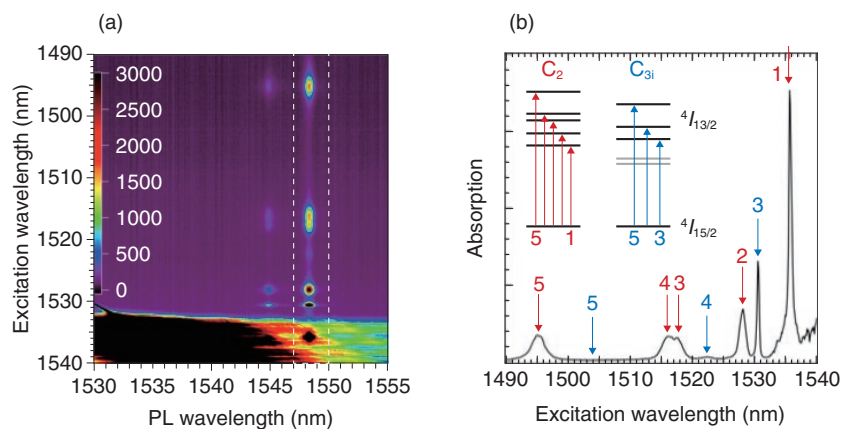 (a)
1490
1500
1510
1520
1530
1540
Excitation wavelength (nm)
3000
2500
2000
1500
1000
500
0
1530 1535 1540 1545 1550 1555
PL wavelength (nm)
(b)
Absorption
C2 C3i
4I13/2
4I15/2
5 1 5 3
5 5 4 3 4 2 3 1
1490 1500 1510 1520 1530 1540
Excitation wavelength (nm)